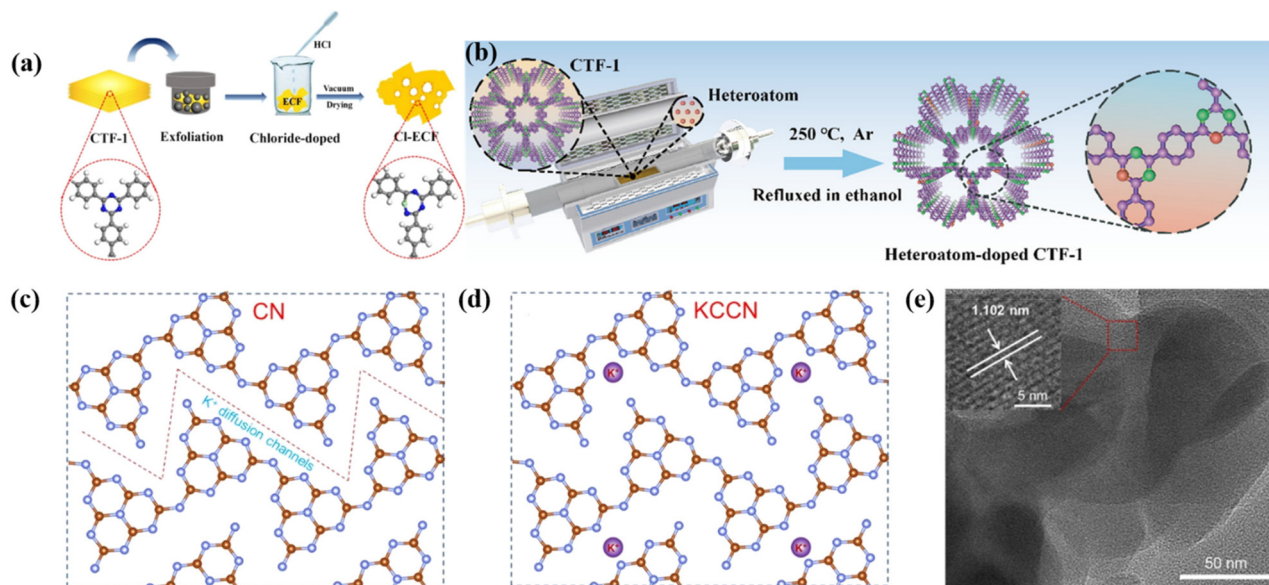 (a)
HCl
ECF
Vacuum
Drying
CTF-1
Exfoliation
Chloride-doped
Cl-ECF
(b)
CTF-1
Heteroatom
250 °C, Ar
Refluxed in ethanol
Heteroatom-doped CTF-1
(c)
CN
K⁺ diffusion channels
(d)
KCCN
K⁺
K⁺
K⁺
K⁺
(e)
1.102 nm
5 nm
50 nm